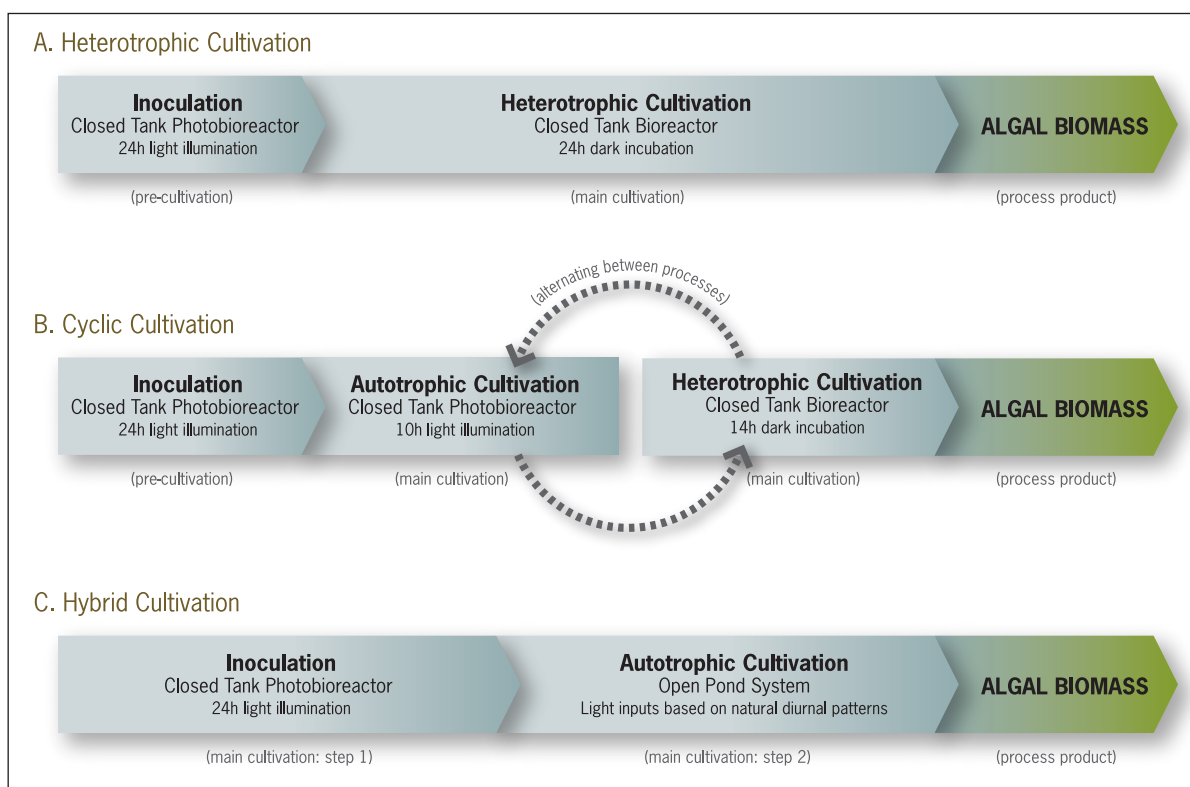 A. Heterotrophic Cultivation
Inoculation
Closed Tank Photobioreactor
24h light illumination
Heterotrophic Cultivation
Closed Tank Bioreactor
24h dark incubation
ALGAL BIOMASS
(pre-cultivation)
(main cultivation)
(process product)
(alternating between processes)
B. Cyclic Cultivation
Inoculation
Closed Tank Photobioreactor
24h light illumination
Autotrophic Cultivation
Closed Tank Photobioreactor
10h light illumination
Heterotrophic Cultivation
Closed Tank Bioreactor
14h dark incubation
ALGAL BIOMASS
(pre-cultivation)
(main cultivation)
(main cultivation)
(process product)
C. Hybrid Cultivation
Inoculation
Closed Tank Photobioreactor
24h light illumination
Autotrophic Cultivation
Open Pond System
Light inputs based on natural diurnal patterns
ALGAL BIOMASS
(main cultivation: step 1)
(main cultivation: step 2)
(process product)